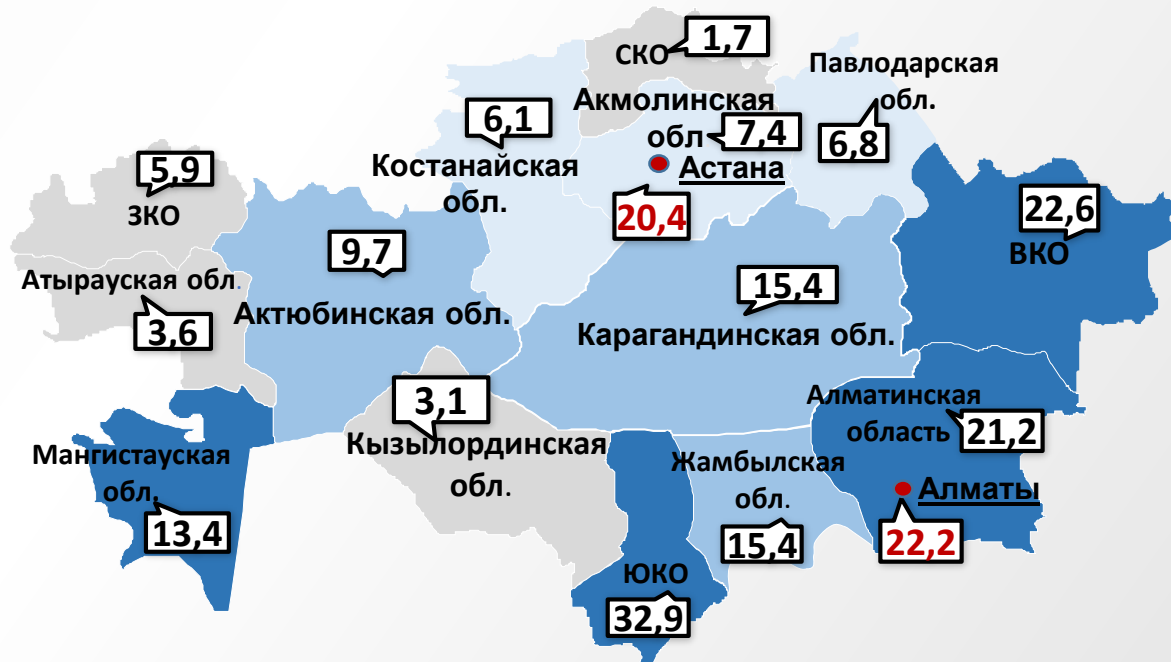 1,7
СКО
Павлодарская
обл.
6,8
Акмолинская
обл
7,4
Астана
20,4
6,1
Костанайская
обл.
5,9
ЗКО
22,6
ВКО
9,7
Актюбинская обл.
Атырауская обл.
3,6
15,4
Карагандинская обл.
3,1
Кызылординская
обл.
Алматинская
область
21,2
Алматы
22,2
Мангистауская
обл.
13,4
Жамбылская
обл.
15,4
ЮКО
32,9